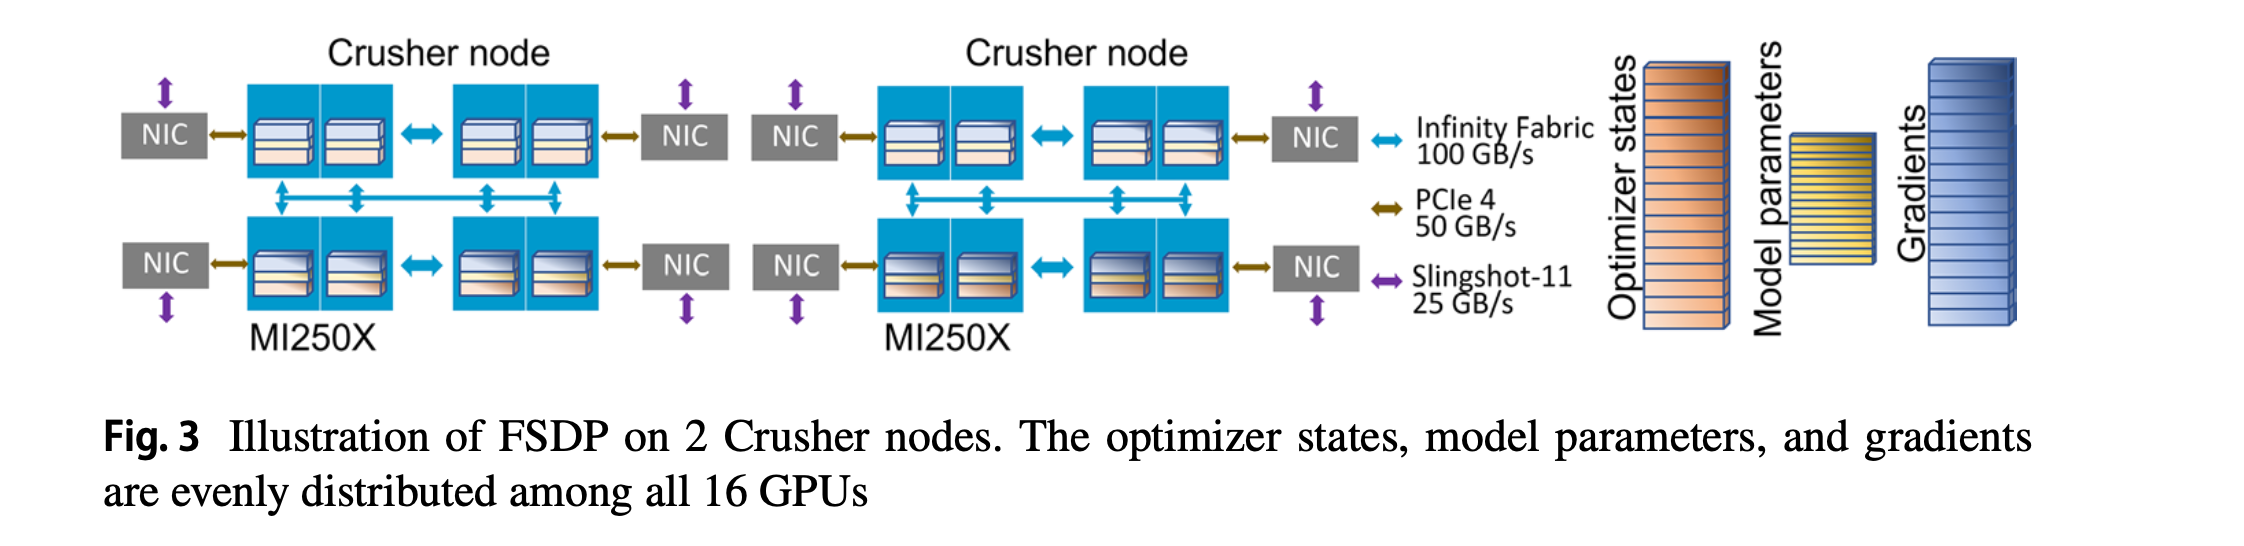 Crusher node
Crusher node
NIC
NIC
NIC
NIC
NIC
NIC
NIC
NIC
MI250X
MI250X
Infinity Fabric
100 GB/s
PCIe 4
50 GB/s
Slingshot-11
25 GB/s
Optimizer states
Model parameters
Gradients
Fig. 3 Illustration of FSDP on 2 Crusher nodes. The optimizer states, model parameters, and gradients
are evenly distributed among all 16 GPUs